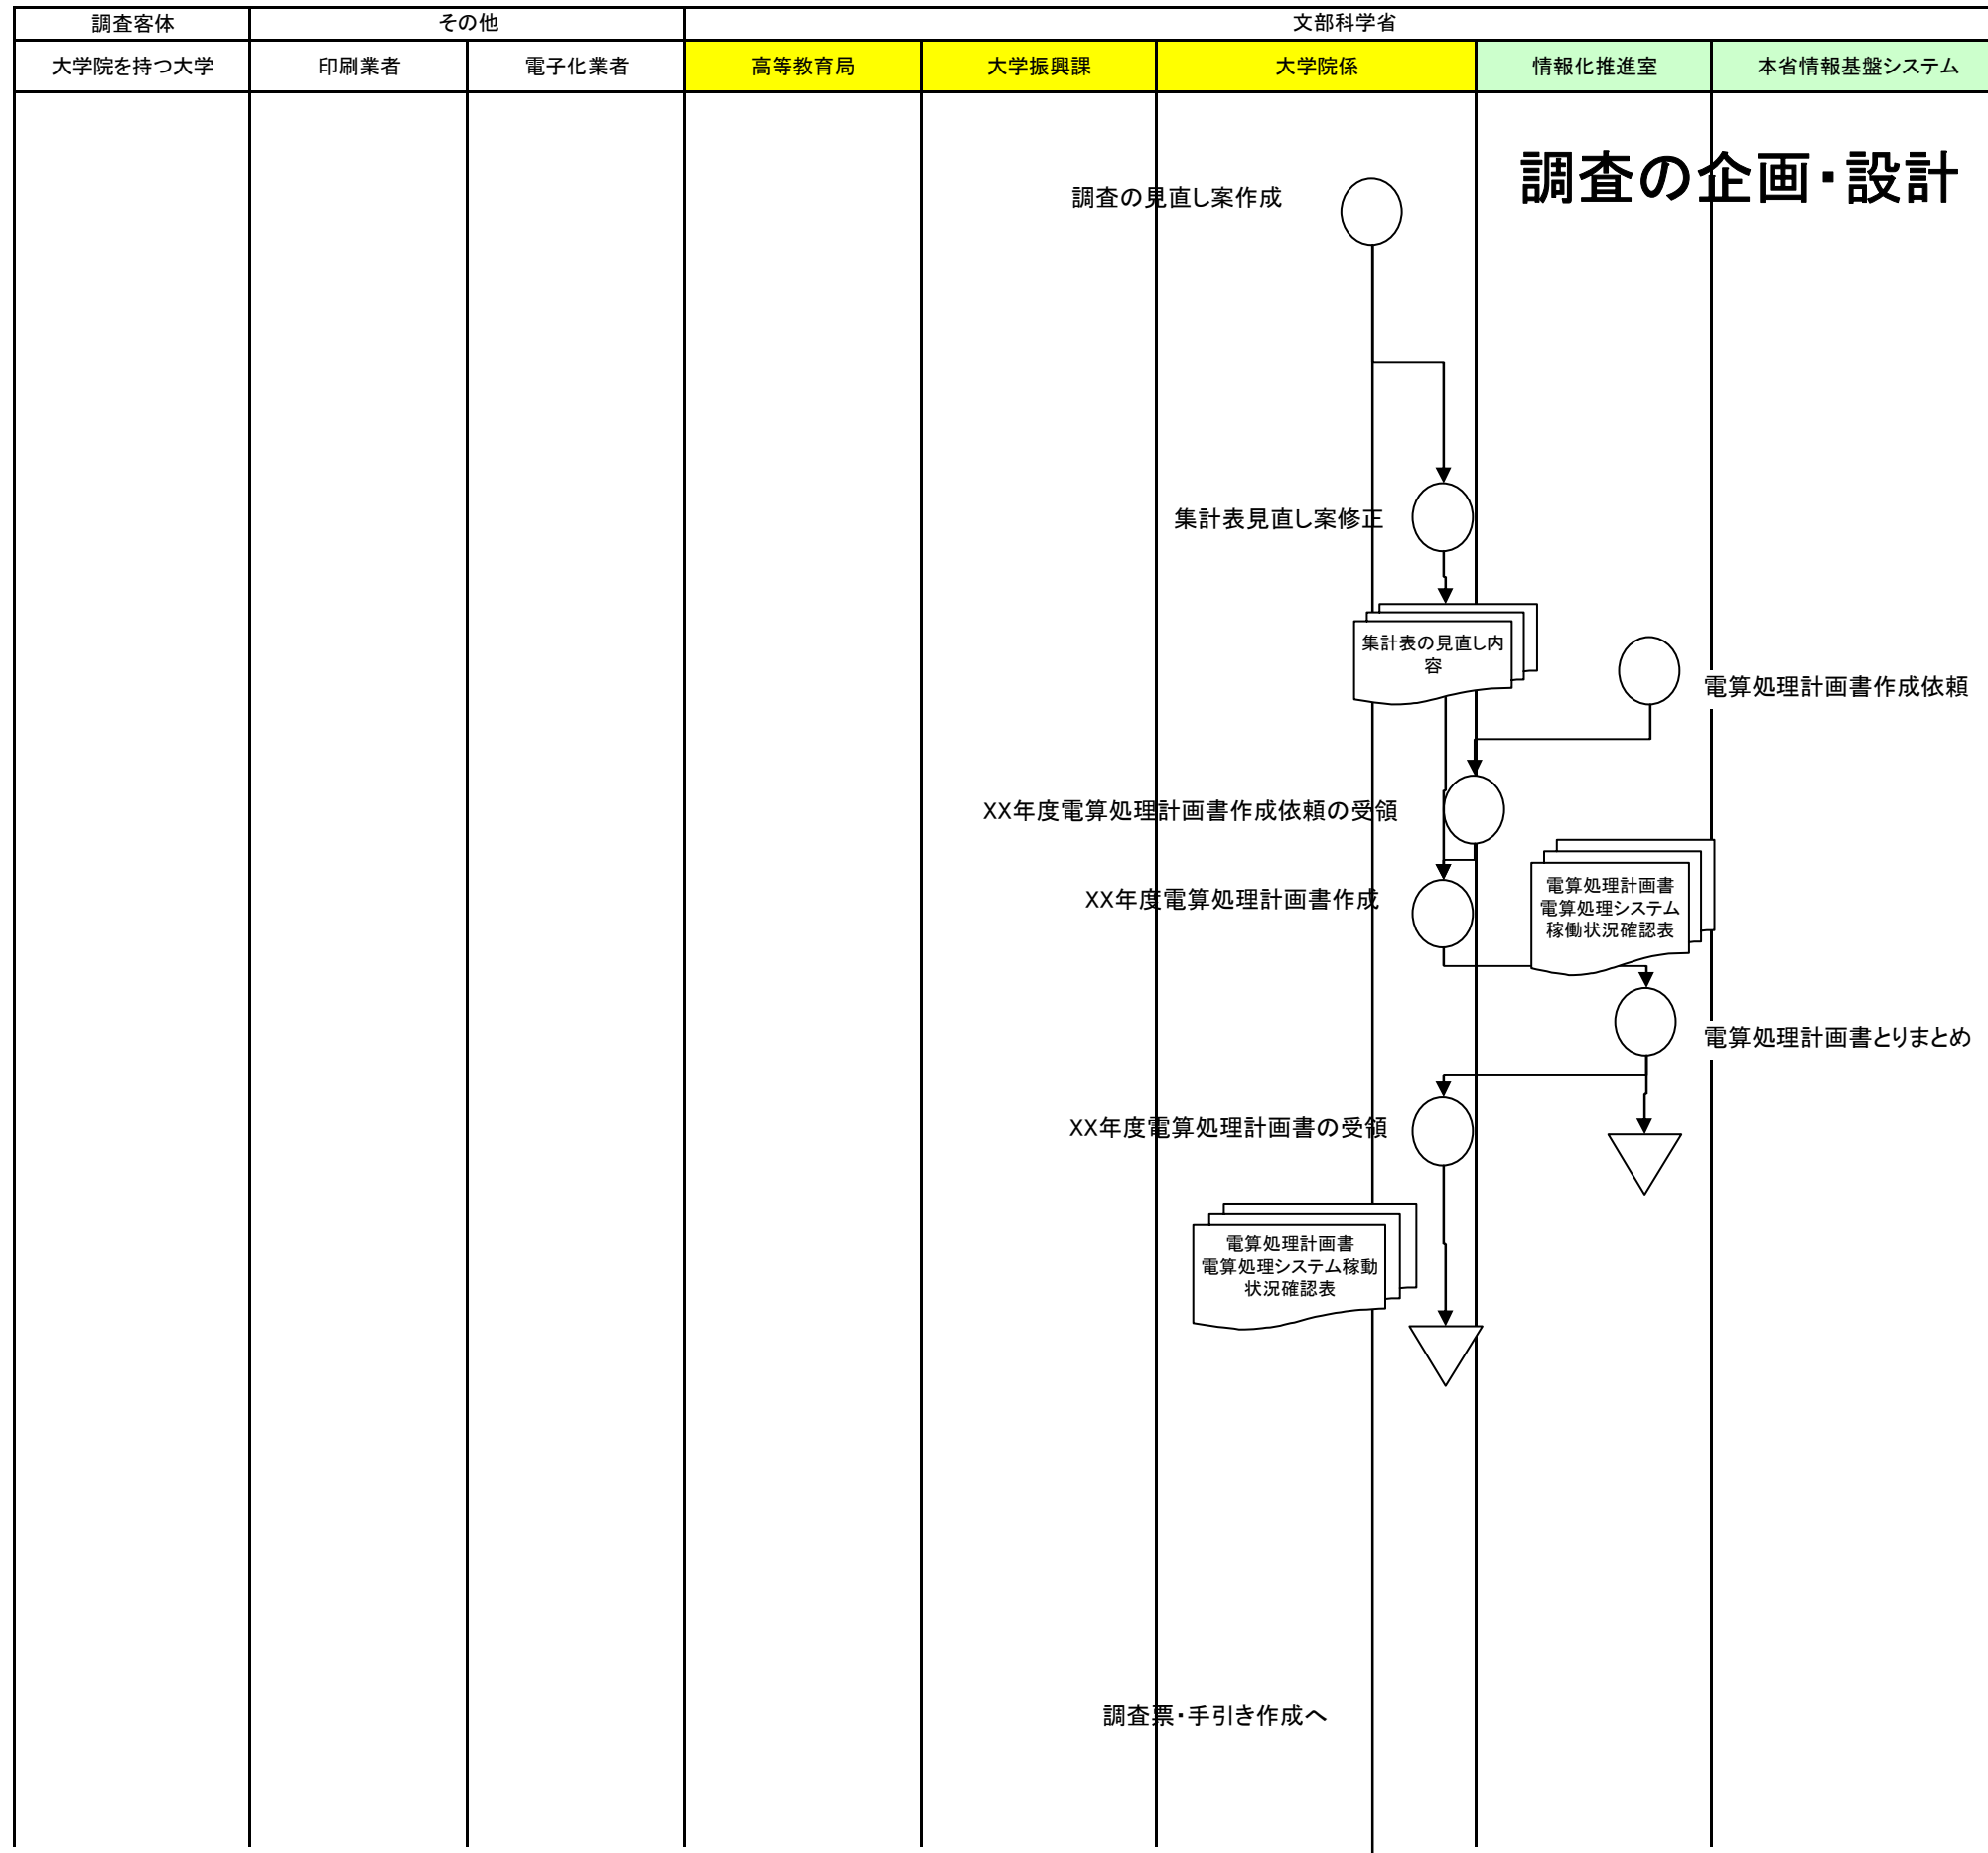 調査客体 その他 文部科学省
大学院を持つ大学 印刷業者 電子化業者 高等教育局 大学振興課 大学院係 情報化推進室 本省情報基盤システム
調査の企画・設計
調査の見直し案作成
集計表見直し案修正
集計表の見直し内
容
電算処理計画書作成依頼
XX年度電算処理計画書作成依頼の受領
XX年度電算処理計画書作成
電算処理計画書
電算処理システム
稼働状況確認表
電算処理計画書とりまとめ
XX年度電算処理計画書の受領
電算処理計画書
電算処理システム稼動
状況確認表
調査票・手引き作成へ